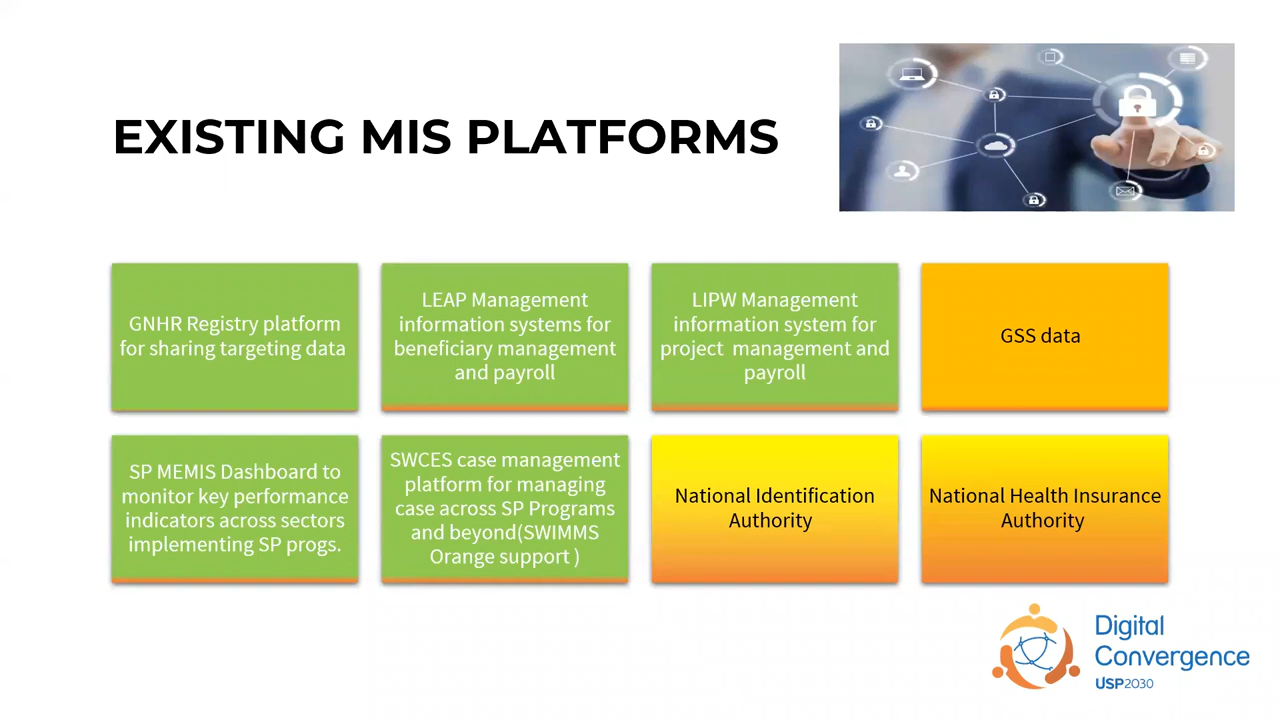 EXISTING MIS PLATFORMS
GNHR Registry platform
for sharing targeting data
LEAP Management
information systems for
beneficiary management
and payroll
LIPW Management
information system for
project  management and
payroll
GSS data
SP MEMIS Dashboard to
monitor key performance
indicators across sectors
implementing SP progs.
SWCES case management
platform for managing
case across SP Programs
and beyond(SWIMMS
Orange support )
National Identification
Authority
National Health Insurance
Authority
Digital
Convergence
USP2030